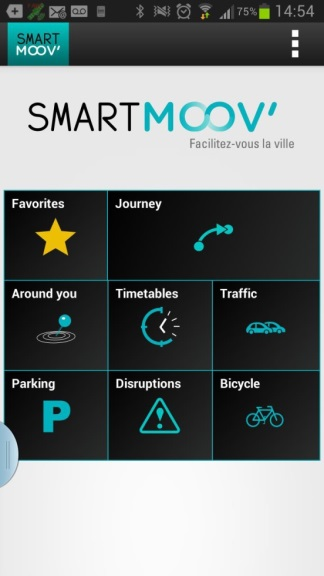 75% 14:54
SMART
MOOV'
SMARTMOOV'
Facilitez-vous la ville
Favorites Journey
Around you Timetables Traffic
Parking Disruptions Bicycle
P